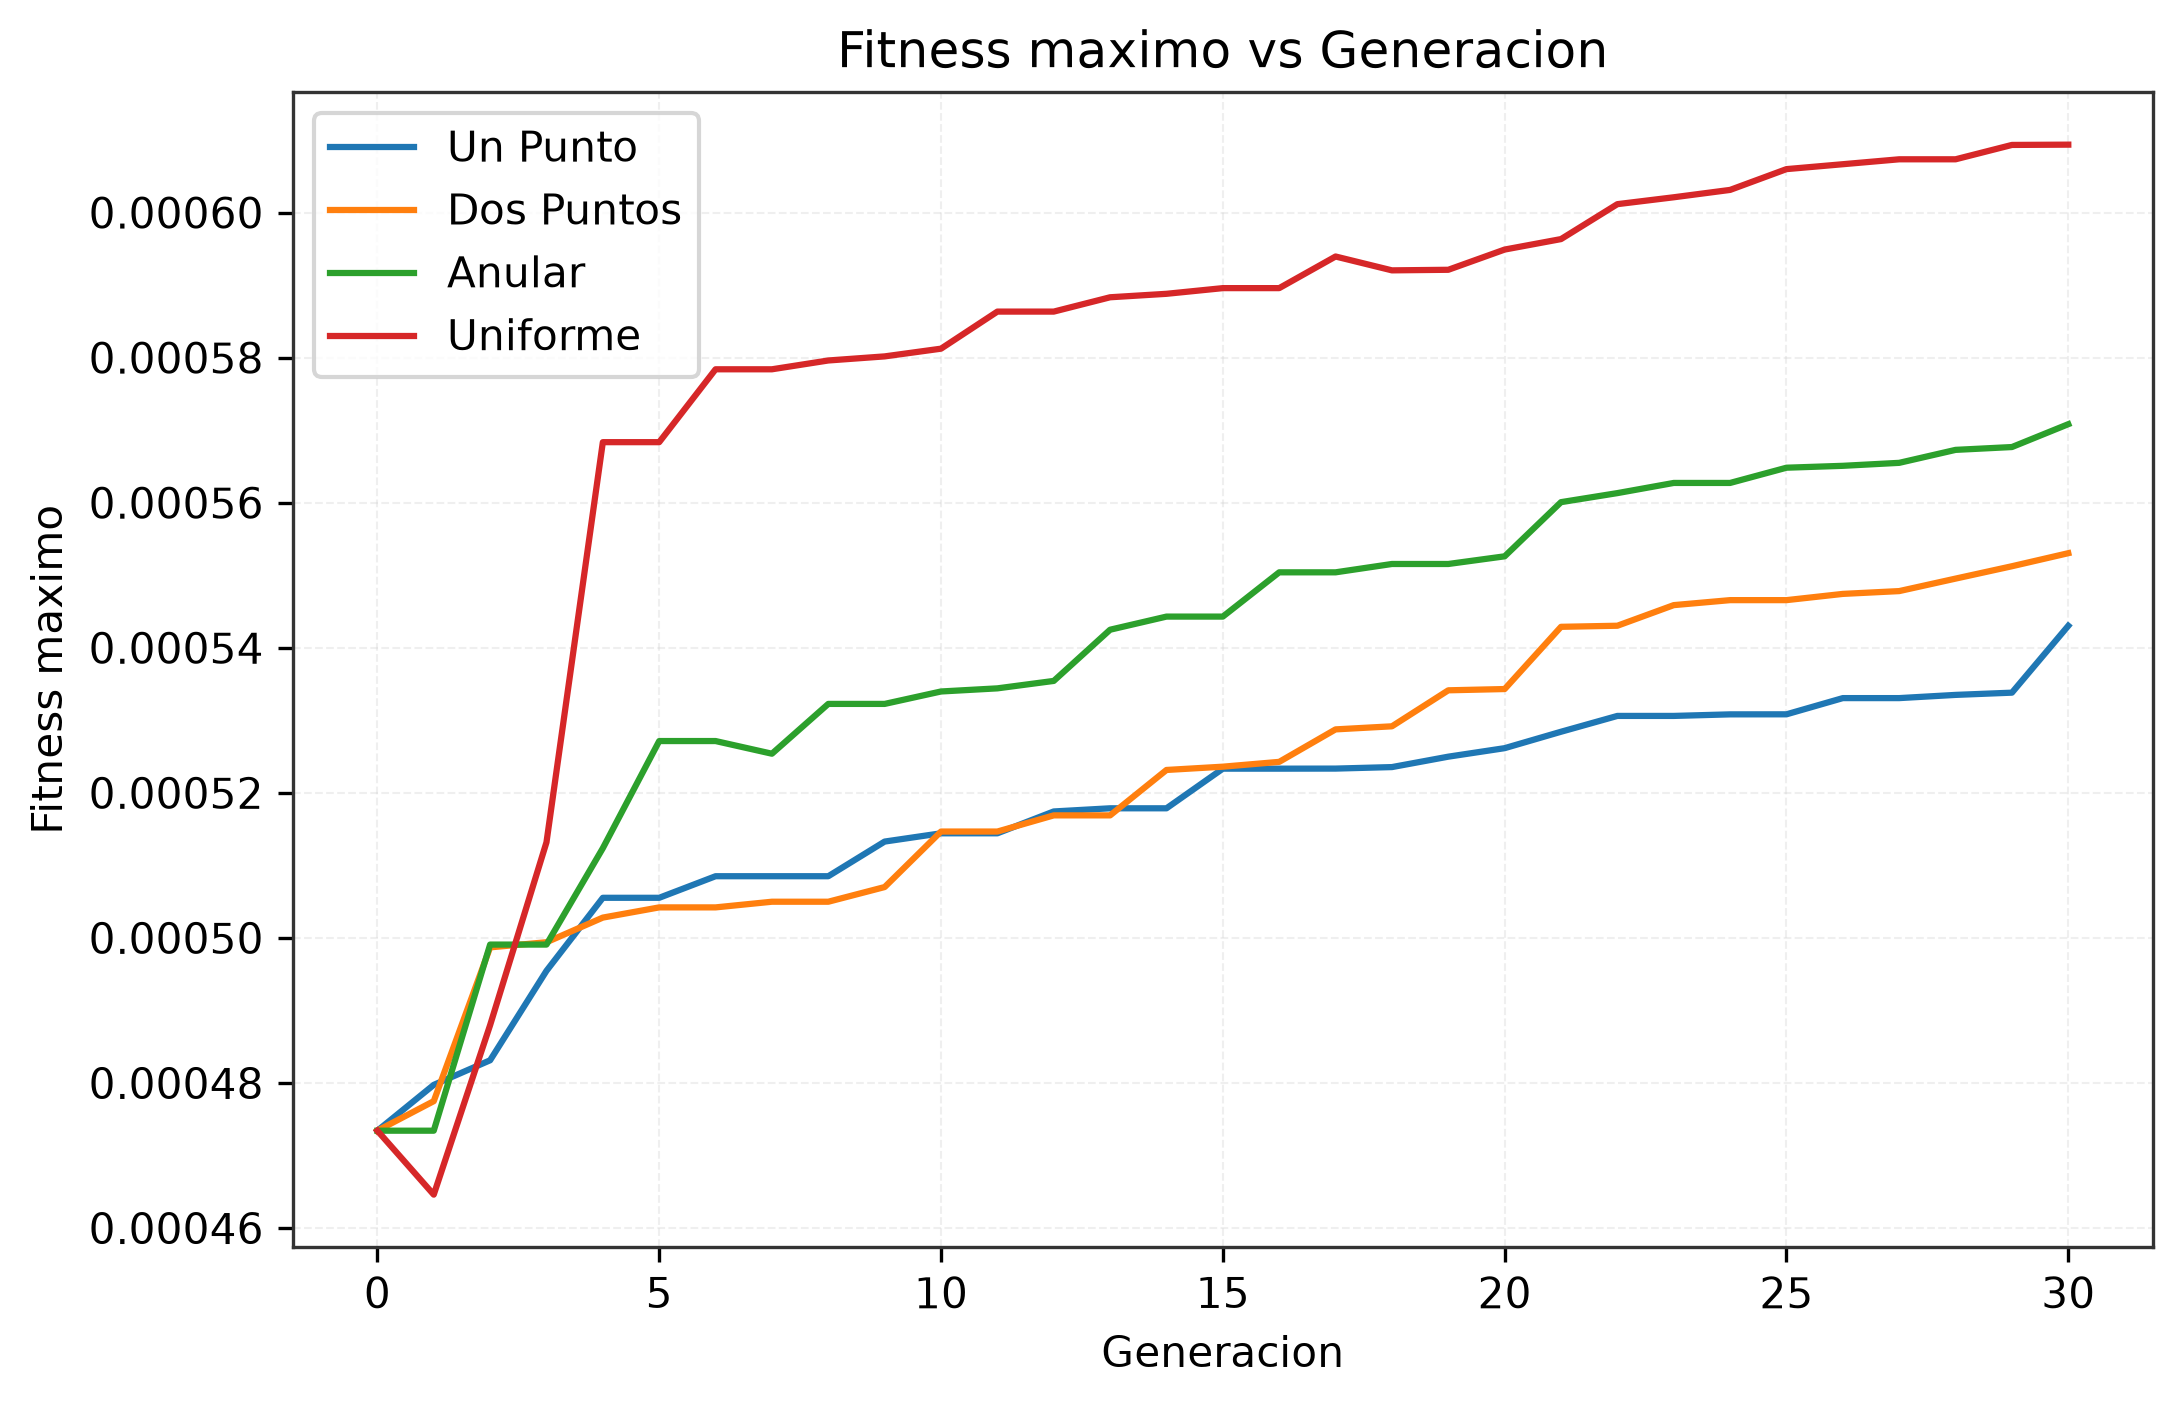 Fitness maximo vs Generacion
Un Punto
Dos Puntos
Anular
Uniforme
0.00060
0.00058
0.00056
0.00054
0.00052
0.00050
0.00048
0.00046
Fitness maximo
0 5 10 15 20 25 30
Generacion